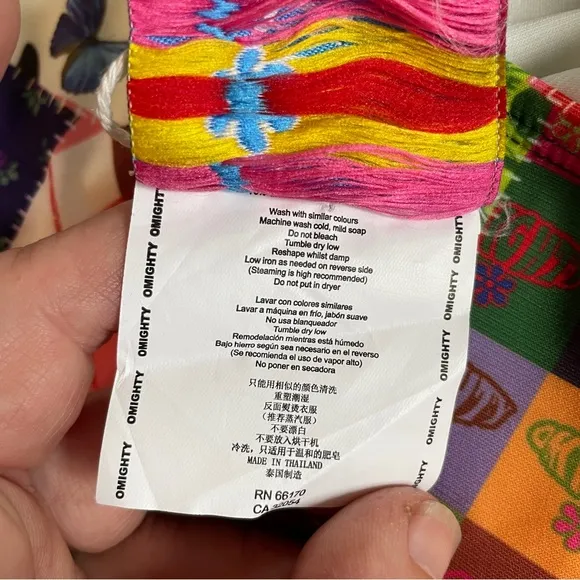 Wash with similar colours
Machine wash cold, mild soap
Do not bleach
Tumble dry low
Reshape whilst damp
Low iron as needed on reverse side
(Steaming is high recommended)
Do not put in dryer
Lavar con colores similares
Lavar a máquina en frío, jabón suave
No usa blanqueador
Tumble dry low
Remodelación mientras está húmedo
Bajo hierro según sea necesario en el reverso
(Se recomienda el uso de vapor alto)
No poner en secadora
只能用相似的颜色清洗
重塑潮湿
反面熨烫衣服
(推荐蒸汽服)
不要漂白
不要放入烘干机
冷洗，只适用于温和的肥皂
MADE IN THAILAND
泰国制造
RN 66170
CA 32054
OMIGHTY
OMIGHTY
OMIGHTY
OMIGHTY
OMIGHTY
OMIGHTY
OMIGHTY
OMIGHTY